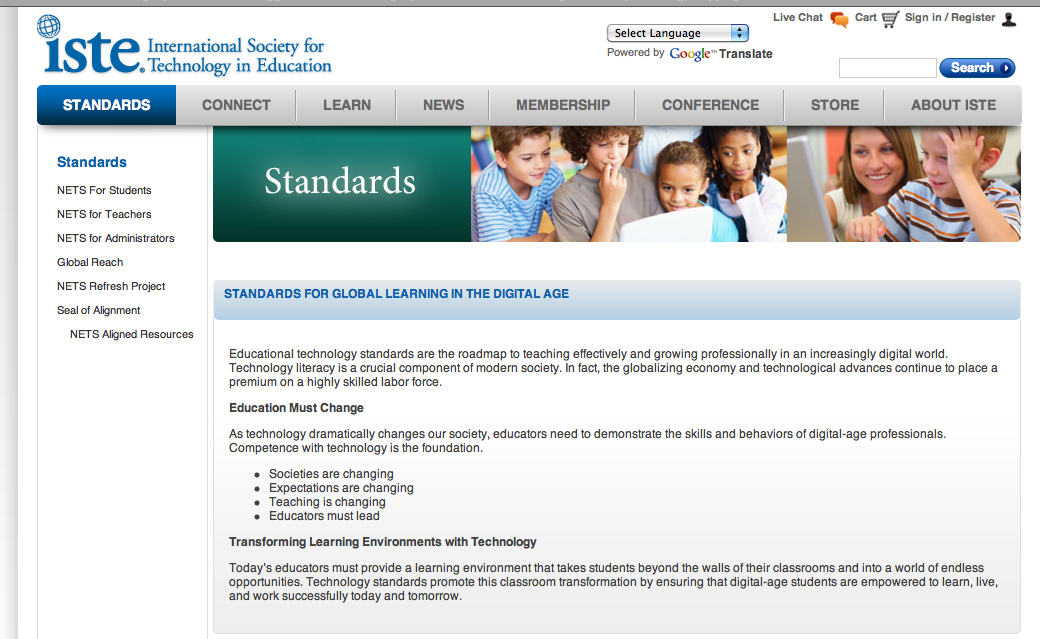 Live Chat Cart Sign in / Register
iste. International Society for
Technology in Education
Select Language
Powered by Google™ Translate
Search
STANDARDS CONNECT LEARN NEWS MEMBERSHIP CONFERENCE STORE ABOUT ISTE
Standards
NETS For Students
NETS for Teachers
NETS for Administrators
Global Reach
NETS Refresh Project
Seal of Alignment
NETS Aligned Resources
Standards
STANDARDS FOR GLOBAL LEARNING IN THE DIGITAL AGE
Educational technology standards are the roadmap to teaching effectively and growing professionally in an increasingly digital world.
Technology literacy is a crucial component of modern society. In fact, the globalizing economy and technological advances continue to place a
premium on a highly skilled labor force.
Education Must Change
As technology dramatically changes our society, educators need to demonstrate the skills and behaviors of digital-age professionals.
Competence with technology is the foundation.
• Societies are changing
• Expectations are changing
• Teaching is changing
• Educators must lead
Transforming Learning Environments with Technology
Today's educators must provide a learning environment that takes students beyond the walls of their classrooms and into a world of endless
opportunities. Technology standards promote this classroom transformation by ensuring that digital-age students are empowered to learn, live,
and work successfully today and tomorrow.